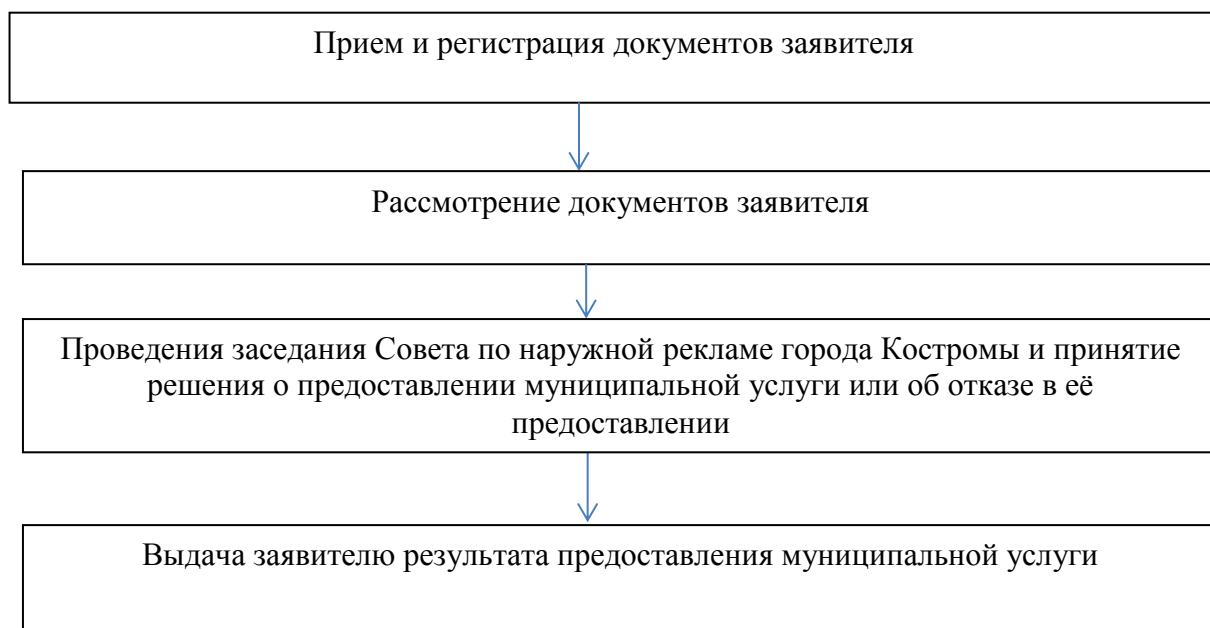 Прием и регистрация документов заявителя
Рассмотрение документов заявителя
Проведения заседания Совета по наружной рекламе города Костромы и принятие
решения о предоставлении муниципальной услуги или об отказе в её
предоставлении
Выдача заявителю результата предоставления муниципальной услуги